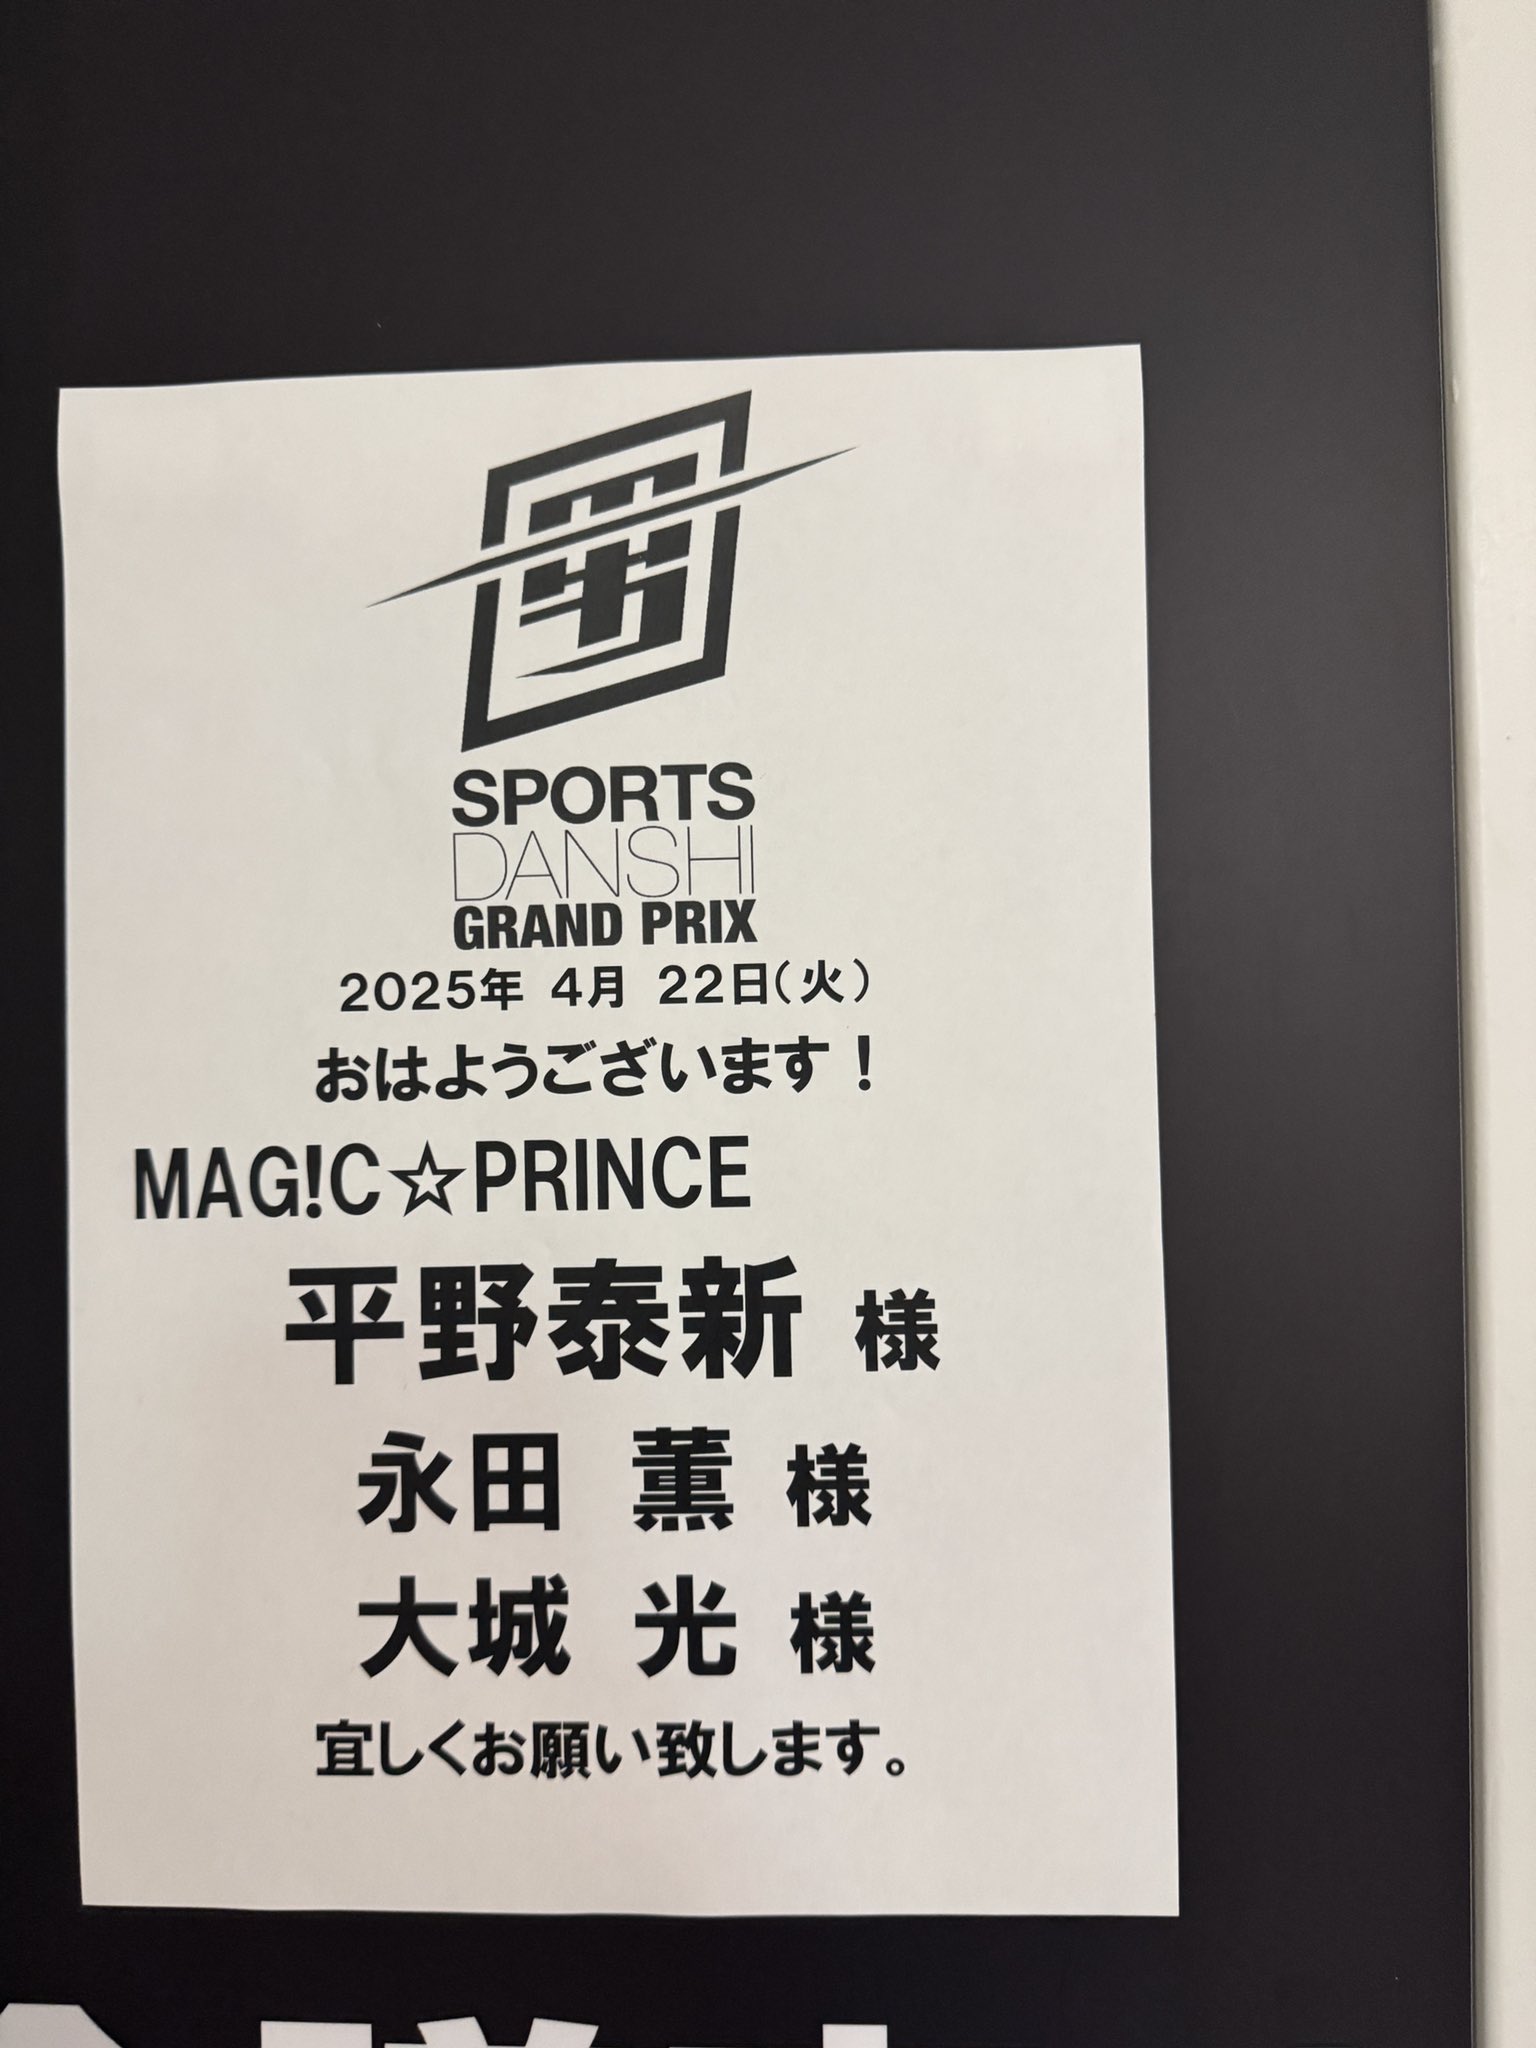 SPORTS
DANSHI
GRAND PRIX
2025年 4月 22日(火)
おはようございます！
MAG!C☆PRINCE
平野泰新 様
永田 薫 様
大城 光 様
宜しくお願い致します。